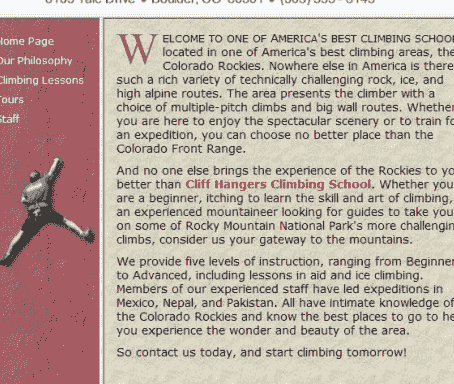 Yale Drive • Boulder, CO
Home Page
Our Philosophy
Climbing Lessons
Tours
Staff
WELCOME TO ONE OF AMERICA'S BEST CLIMBING SCHOOL
located in one of America's best climbing areas, the
Colorado Rockies. Nowhere else in America is there
such a rich variety of technically challenging rock, ice, and
high alpine routes. The area presents the climber with a
choice of multiple-pitch climbs and big wall routes. Whether
you are here to enjoy the spectacular scenery or to train fo
an expedition, you can choose no better place than the
Colorado Front Range.
And no one else brings the experience of the Rockies to yo
better than Cliff Hangers Climbing School. Whether you
are a beginner, itching to learn the skill and art of climbing,
an experienced mountaineer looking for guides to take you
on some of Rocky Mountain National Park's more challengin
climbs, consider us your gateway to the mountains.
We provide five levels of instruction, ranging from Beginner
to Advanced, including lessons in aid and ice climbing.
Members of our experienced staff have led expeditions in
Mexico, Nepal, and Pakistan. All have intimate knowledge of
the Colorado Rockies and know the best places to go to he
you experience the wonder and beauty of the area.
So contact us today, and start climbing tomorrow!